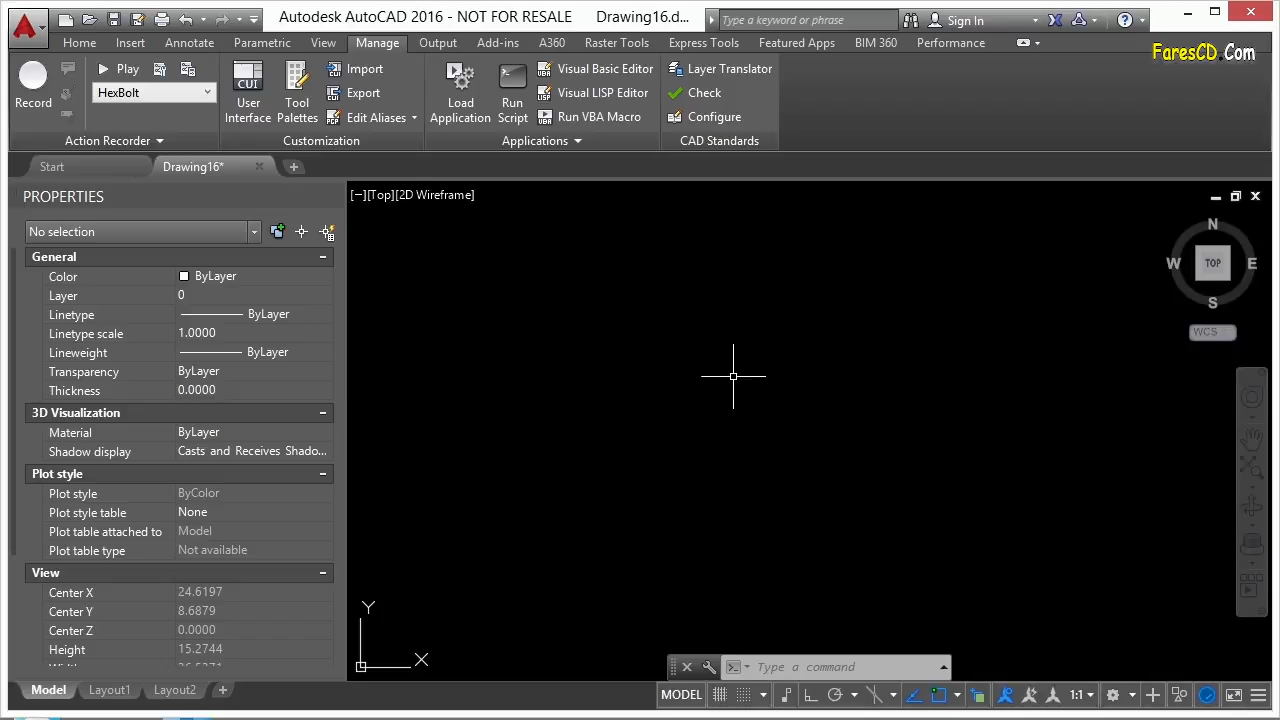 Autodesk AutoCAD 2016 - NOT FOR RESALE Drawing16.d...
Type a keyword or phrase
Sign In
Home Insert Annotate Parametric View Manage Output Add-ins A360 Raster Tools Express Tools Featured Apps BIM 360 Performance
FaresCD.Com
Record
Play
HexBolt
Action Recorder
CUI
User Interface
Tool Palettes
Import
Export
Edit Aliases
Customization
Load Application
Run Script
Visual Basic Editor
Visual LISP Editor
Run VBA Macro
Applications
Layer Translator
Check
Configure
CAD Standards
Start
Drawing16*
PROPERTIES
No selection
General
Color ByLayer
Layer 0
Linetype ByLayer
Linetype scale 1.0000
Lineweight ByLayer
Transparency ByLayer
Thickness 0.0000
3D Visualization
Material ByLayer
Shadow display Casts and Receives Shado...
Plot style
Plot style ByColor
Plot style table None
Plot table attached to Model
Plot table type Not available
View
Center X 24.6197
Center Y 8.6879
Center Z 0.0000
Height 15.2744
[−][Top][2D Wireframe]
N
W TOP E
S
WCS
Y
X
Type a command
Model Layout1 Layout2
MODEL
1:1